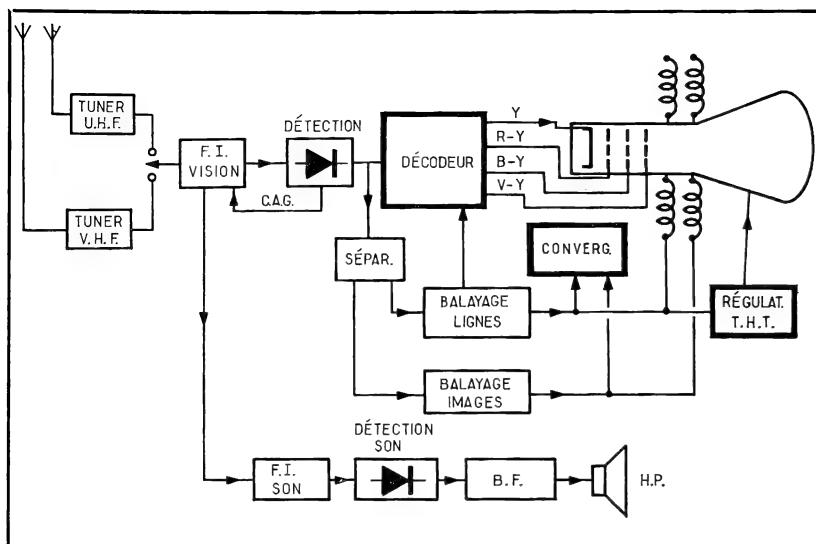 TUNER
U.H.F.
TUNER
V.H.F.
F. I.
VISION
DÉTECTION
C.A.G.
DÉCODEUR
Y
R-Y
B-Y
V-Y
SÉPAR.
CONVERG.
BALAYAGE
LIGNES
RÉGULAT.
T.H.T.
BALAYAGE
IMAGES
DÉTECTION
SON
F.I.
SON
B.F.
H.P.